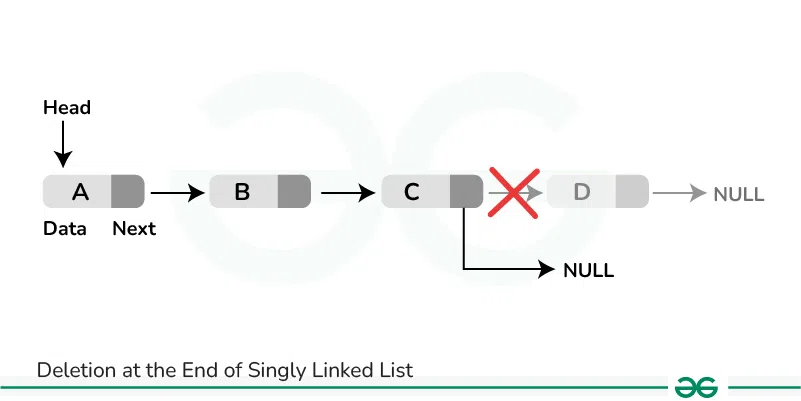 Head
A B C D NULL
Data Next
NULL
Deletion at the End of Singly Linked List